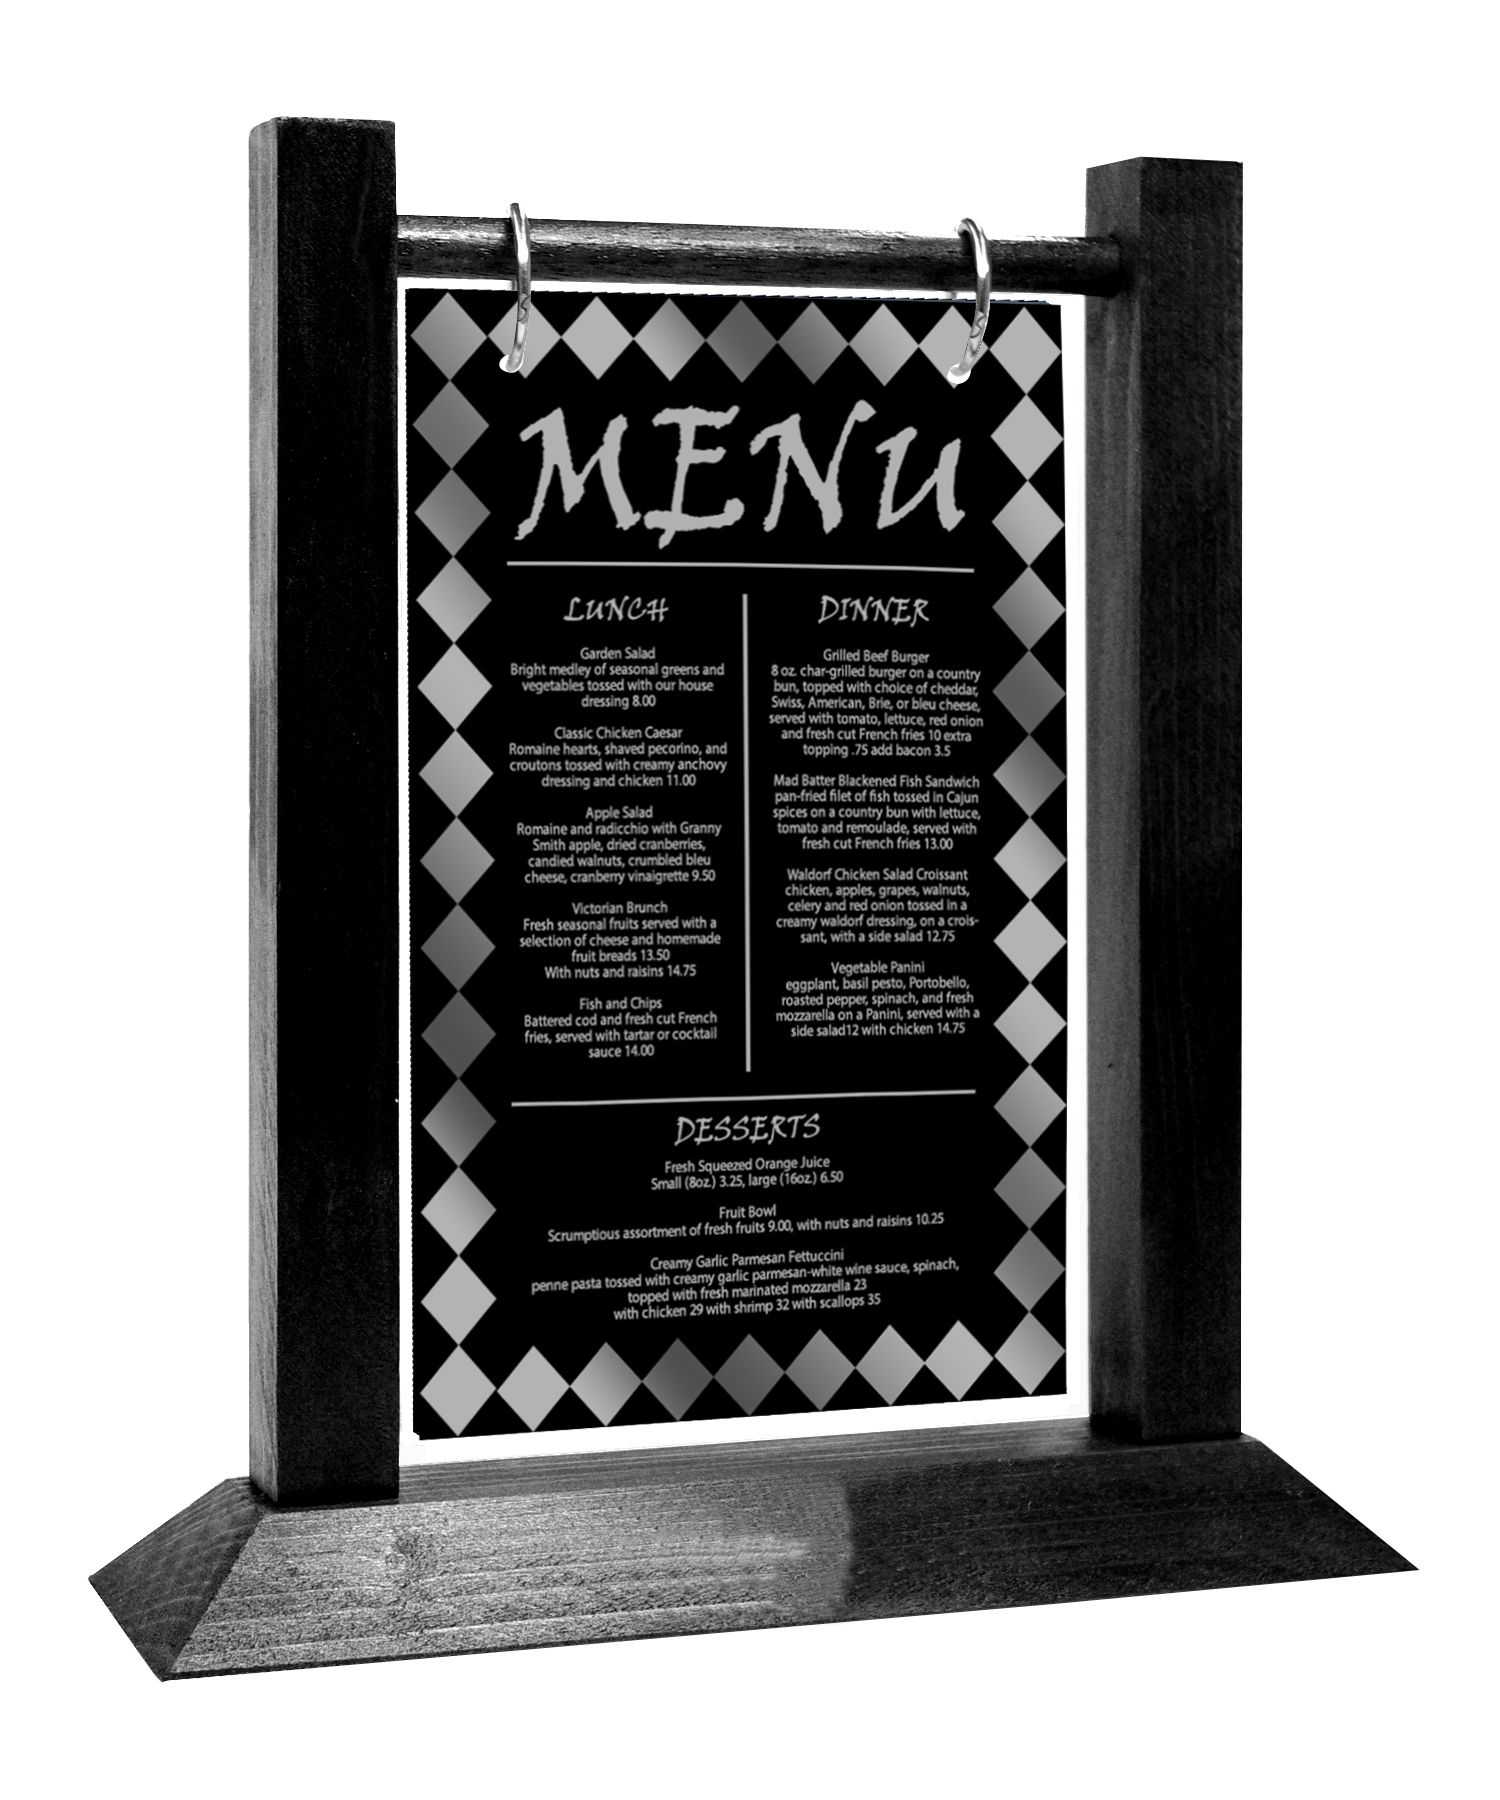 MENU
LUNCH
Garden Salad
Bright medley of seasonal greens and
vegetables tossed with our house
dressing 8.00
Classic Chicken Caesar
Romaine hearts, shaved pecorino, and
croutons tossed with creamy anchovy
dressing and chicken 11.00
Apple Salad
Romaine and radicchio with Granny
Smith apple, dried cranberries,
candied walnuts, crumbled bleu
cheese, cranberry vinaigrette 9.50
Victorian Brunch
Fresh seasonal fruits served with a
selection of cheese and homemade
fruit breads 13.50
With nuts and raisins 14.75
Fish and Chips
Battered cod and fresh cut French
fries, served with tartar or cocktail
sauce 14.00
DINNER
Grilled Beef Burger
8 oz. char-grilled burger on a country
bun, topped with choice of cheddar,
Swiss, American, Brie, or bleu cheese,
served with tomato, lettuce, red onion
and fresh cut French fries 10 extra
topping .75 add bacon 3.5
Mad Batter Blackened Fish Sandwich
pan-fried filet of fish tossed in Cajun
spices on a country bun with lettuce,
tomato and remoulade, served with
fresh cut French fries 13.00
Waldorf Chicken Salad Croissant
chicken, apples, grapes, walnuts,
celery and red onion tossed in a
creamy waldorf dressing, on a crois-
sant, with a side salad 12.75
Vegetable Panini
eggplant, basil pesto, Portobello,
roasted pepper, spinach, and fresh
mozzarella on a Panini, served with a
side salad12 with chicken 14.75
DESSERTS
Fresh Squeezed Orange Juice
Small (8oz.) 3.25, large (16oz.) 6.50
Fruit Bowl
Scrumptious assortment of fresh fruits 9.00, with nuts and raisins 10.25
Creamy Garlic Parmesan Fettuccini
penne pasta tossed with creamy garlic parmesan-white wine sauce, spinach,
topped with fresh marinated mozzarella 23
with chicken 29 with shrimp 32 with scallops 35